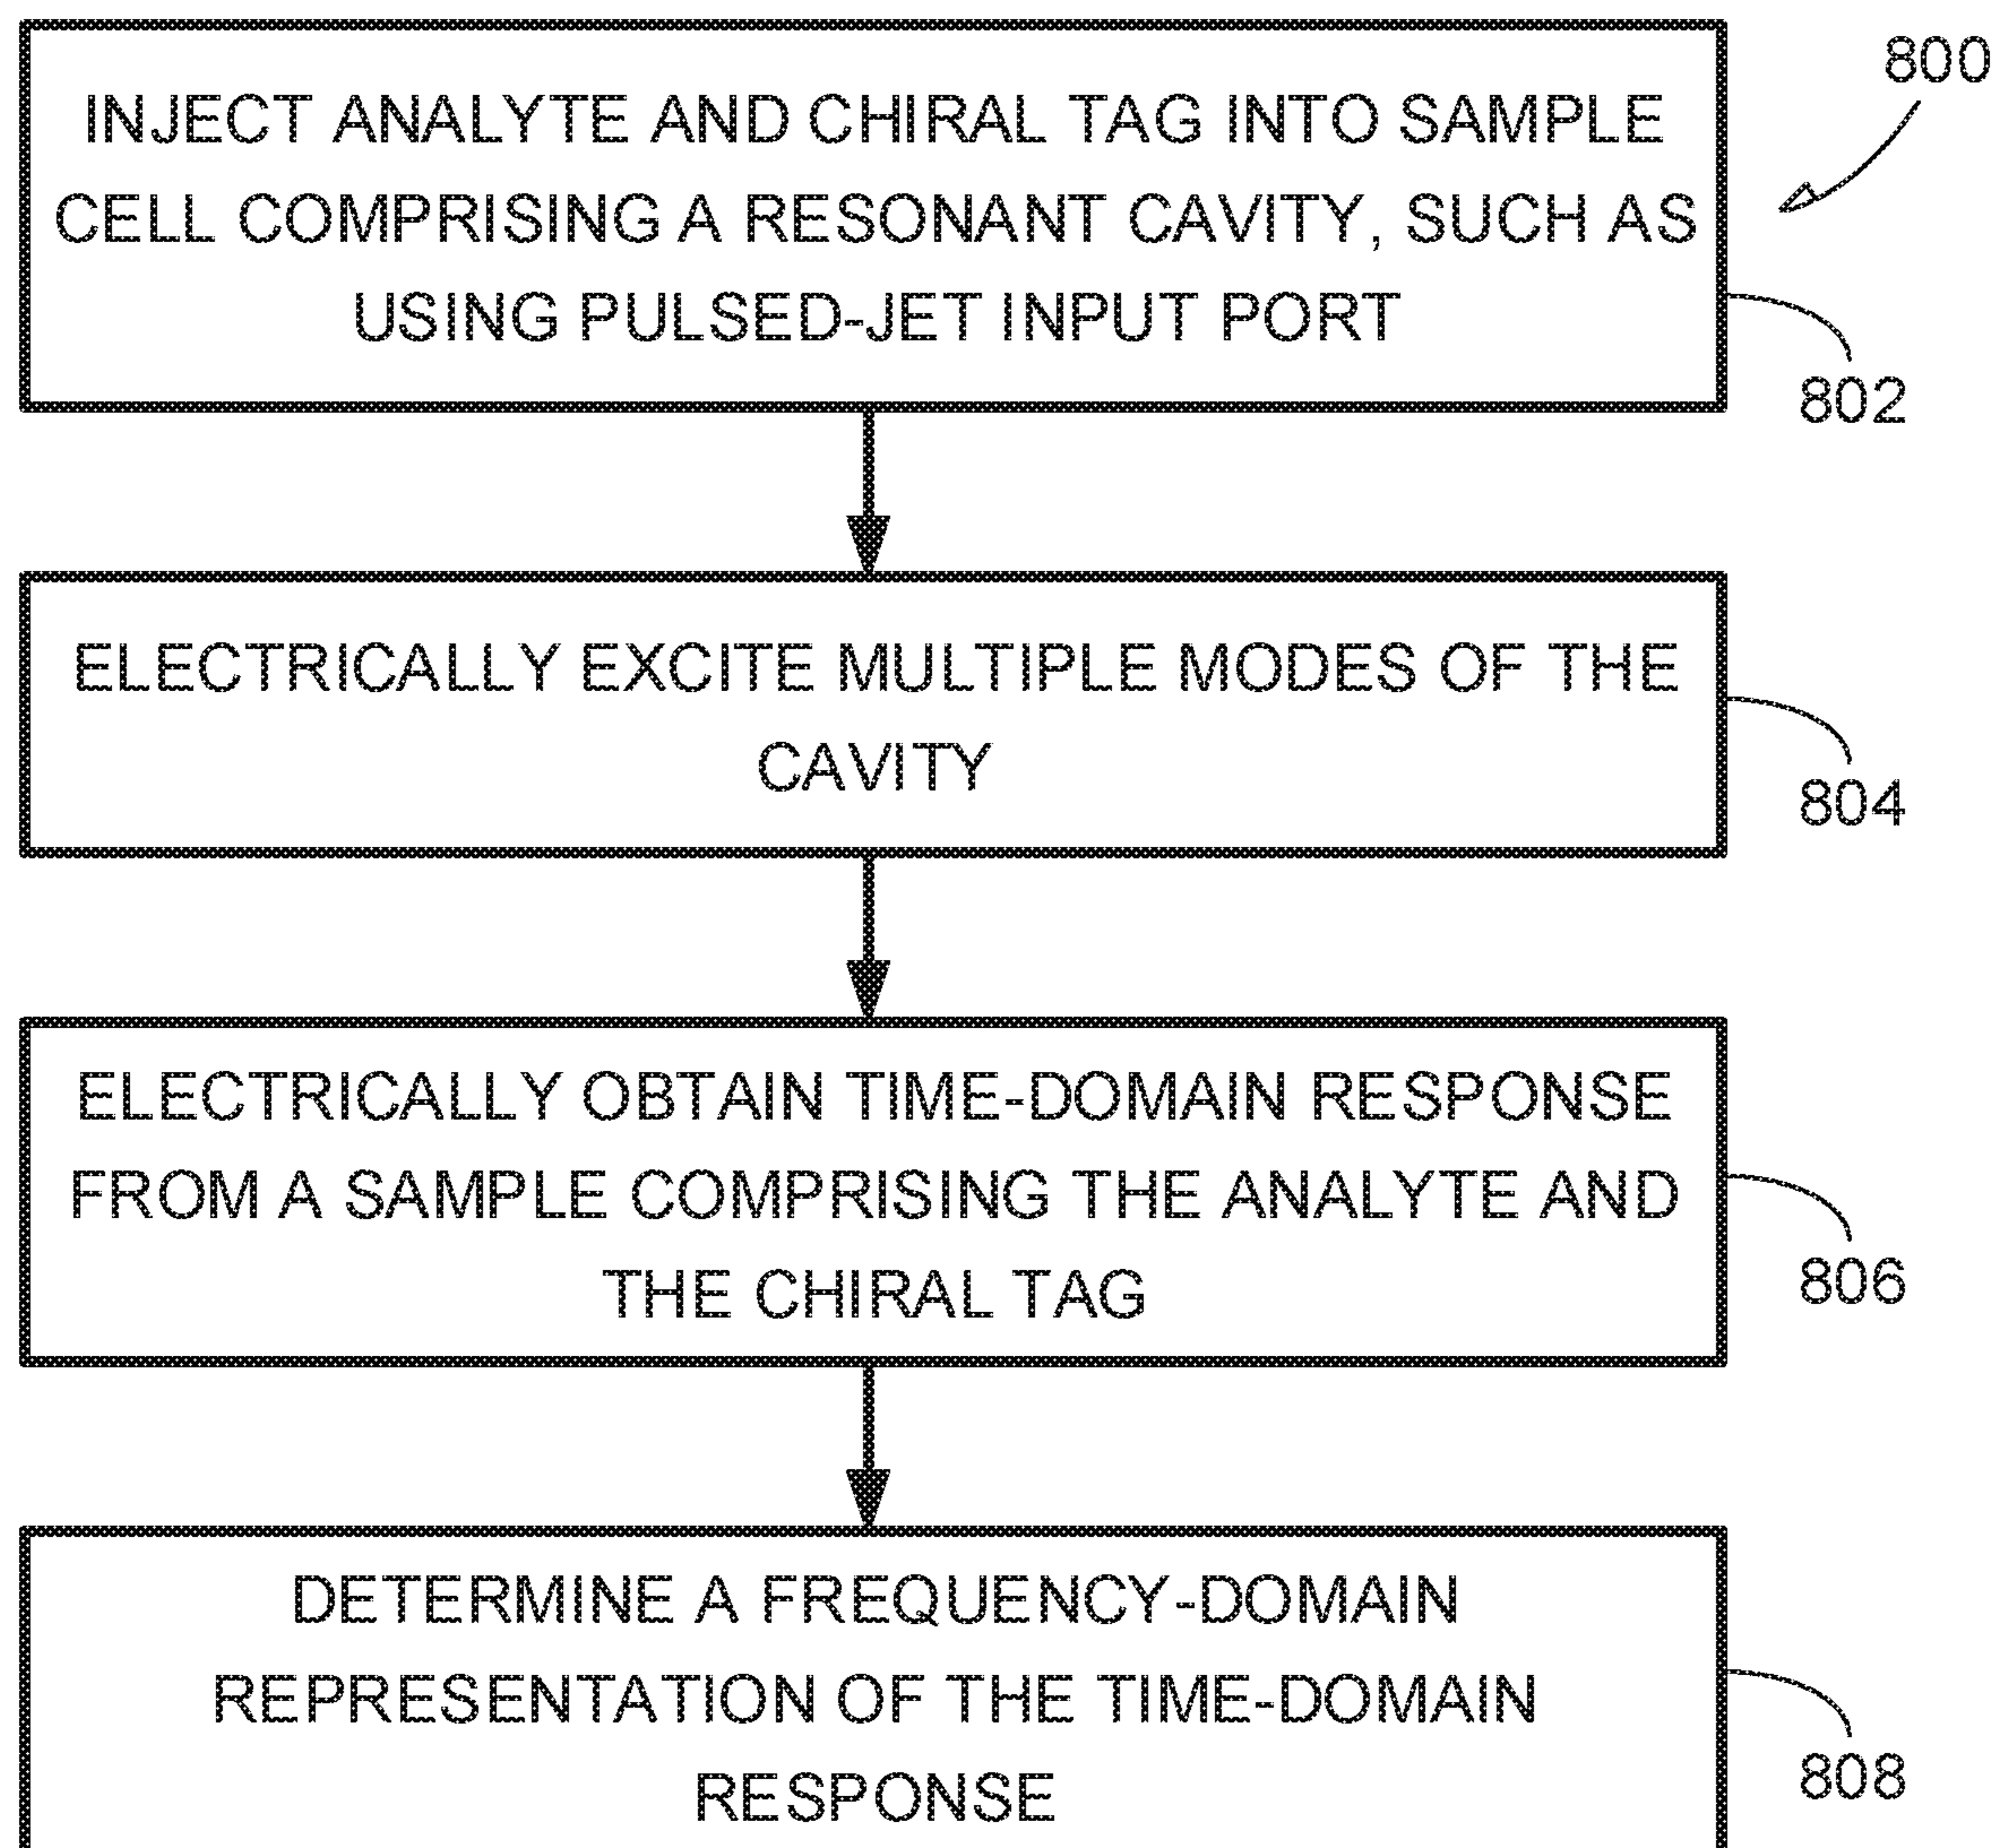 800
INJECT ANALYTE AND CHIRAL TAG INTO SAMPLE
CELL COMPRISING A RESONANT CAVITY, SUCH AS
USING PULSED-JET INPUT PORT
802
ELECTRICALLY EXCITE MULTIPLE MODES OF THE
CAVITY
804
ELECTRICALLY OBTAIN TIME-DOMAIN RESPONSE
FROM A SAMPLE COMPRISING THE ANALYTE AND
THE CHIRAL TAG
806
DETERMINE A FREQUENCY-DOMAIN
REPRESENTATION OF THE TIME-DOMAIN
RESPONSE
808